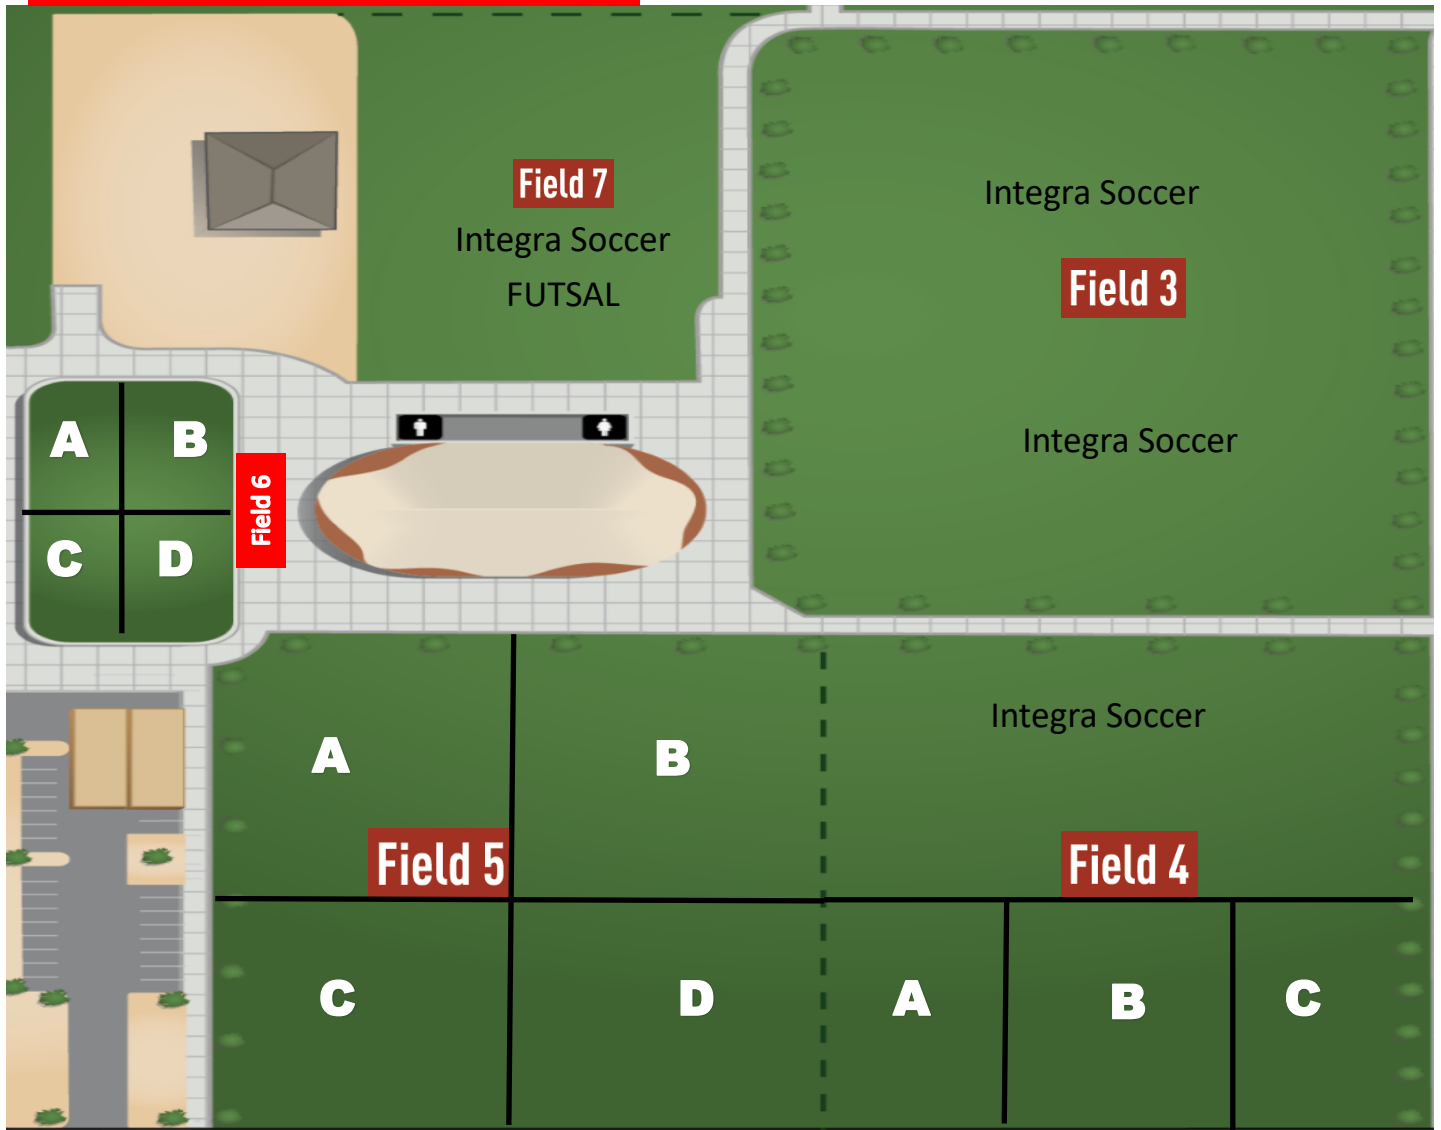 Field 7
Integra Soccer
FUTSAL
Integra Soccer
Field 3
Integra Soccer
A B
C D
Field 6
A B
Field 5
C D
Integra Soccer
Field 4
A B C